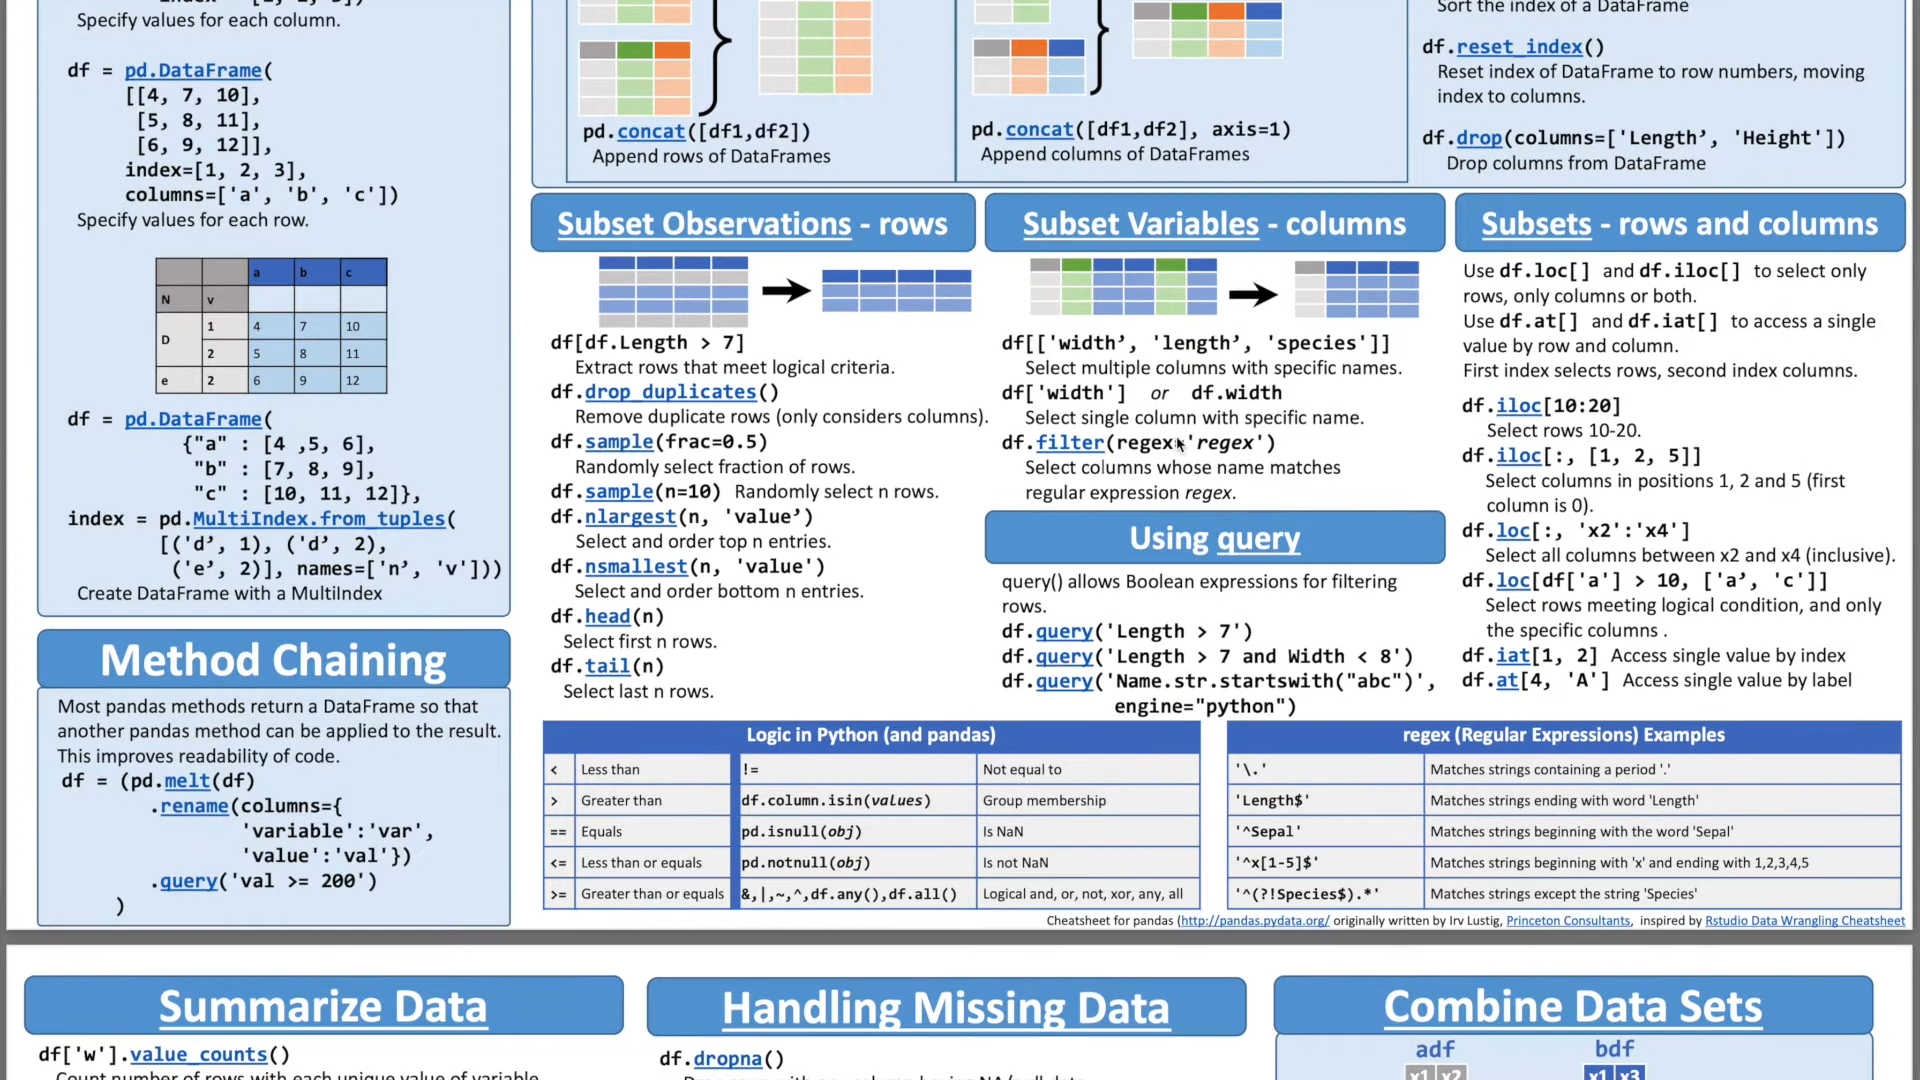 Specify values for each column.
df = pd.DataFrame(
[[4, 7, 10],
[5, 8, 11],
[6, 9, 12]],
index=[1, 2, 3],
columns=['a', 'b', 'c'])
Specify values for each row.
a b c
N v
D 1 4 7 10
2 5 8 11
e 2 6 9 12
df = pd.DataFrame(
{"a" : [4 ,5, 6],
"b" : [7, 8, 9],
"c" : [10, 11, 12]},
index = pd.MultiIndex.from_tuples(
[('d’, 1), ('d’, 2),
('e’, 2)], names=['n’, 'v']))
Create DataFrame with a MultiIndex
Method Chaining
Most pandas methods return a DataFrame so that
another pandas method can be applied to the result.
This improves readability of code.
df = (pd.melt(df)
.rename(columns={
'variable':'var',
'value':'val'})
.query('val >= 200')
)
pd.concat([df1,df2])
Append rows of DataFrames
pd.concat([df1,df2], axis=1)
Append columns of DataFrames
Sort the index of a DataFrame
df.reset_index()
Reset index of DataFrame to row numbers, moving
index to columns.
df.drop(columns=['Length’, 'Height'])
Drop columns from DataFrame
Subset Observations - rows
df[df.Length > 7]
Extract rows that meet logical criteria.
df.drop_duplicates()
Remove duplicate rows (only considers columns).
df.sample(frac=0.5)
Randomly select fraction of rows.
df.sample(n=10) Randomly select n rows.
df.nlargest(n, 'value’)
Select and order top n entries.
df.nsmallest(n, 'value')
Select and order bottom n entries.
df.head(n)
Select first n rows.
df.tail(n)
Select last n rows.
Subset Variables - columns
df[['width’, 'length’, 'species']]
Select multiple columns with specific names.
df['width'] or df.width
Select single column with specific name.
df.filter(regex='regex')
Select columns whose name matches
regular expression regex.
Using query
query() allows Boolean expressions for filtering
rows.
df.query('Length > 7')
df.query('Length > 7 and Width < 8')
df.query('Name.str.startswith("abc")',
engine="python")
Subsets - rows and columns
Use df.loc[] and df.iloc[] to select only
rows, only columns or both.
Use df.at[] and df.iat[] to access a single
value by row and column.
First index selects rows, second index columns.
df.iloc[10:20]
Select rows 10-20.
df.iloc[:, [1, 2, 5]]
Select columns in positions 1, 2 and 5 (first
column is 0).
df.loc[:, 'x2':'x4']
Select all columns between x2 and x4 (inclusive).
df.loc[df['a'] > 10, ['a’, 'c']]
Select rows meeting logical condition, and only
the specific columns .
df.iat[1, 2] Access single value by index
df.at[4, 'A'] Access single value by label
Logic in Python (and pandas)
< Less than != Not equal to
> Greater than df.column.isin(values) Group membership
== Equals pd.isnull(obj) Is NaN
<= Less than or equals pd.notnull(obj) Is not NaN
>= Greater than or equals &,|,~,^,df.any(),df.all() Logical and, or, not, xor, any, all
regex (Regular Expressions) Examples
'\.' Matches strings containing a period '.'
'Length$' Matches strings ending with word 'Length'
'^Sepal' Matches strings beginning with the word 'Sepal'
'^x[1-5]$' Matches strings beginning with 'x' and ending with 1,2,3,4,5
'^(?!Species$).*' Matches strings except the string 'Species'
Cheatsheet for pandas (http://pandas.pydata.org/ originally written by Irv Lustig, Princeton Consultants, inspired by Rstudio Data Wrangling Cheatsheet
Summarize Data
df['w'].value_counts()
Count number of rows with each unique value of variable
Handling Missing Data
df.dropna()
Combine Data Sets
adf bdf
x1 x2 x1 x3